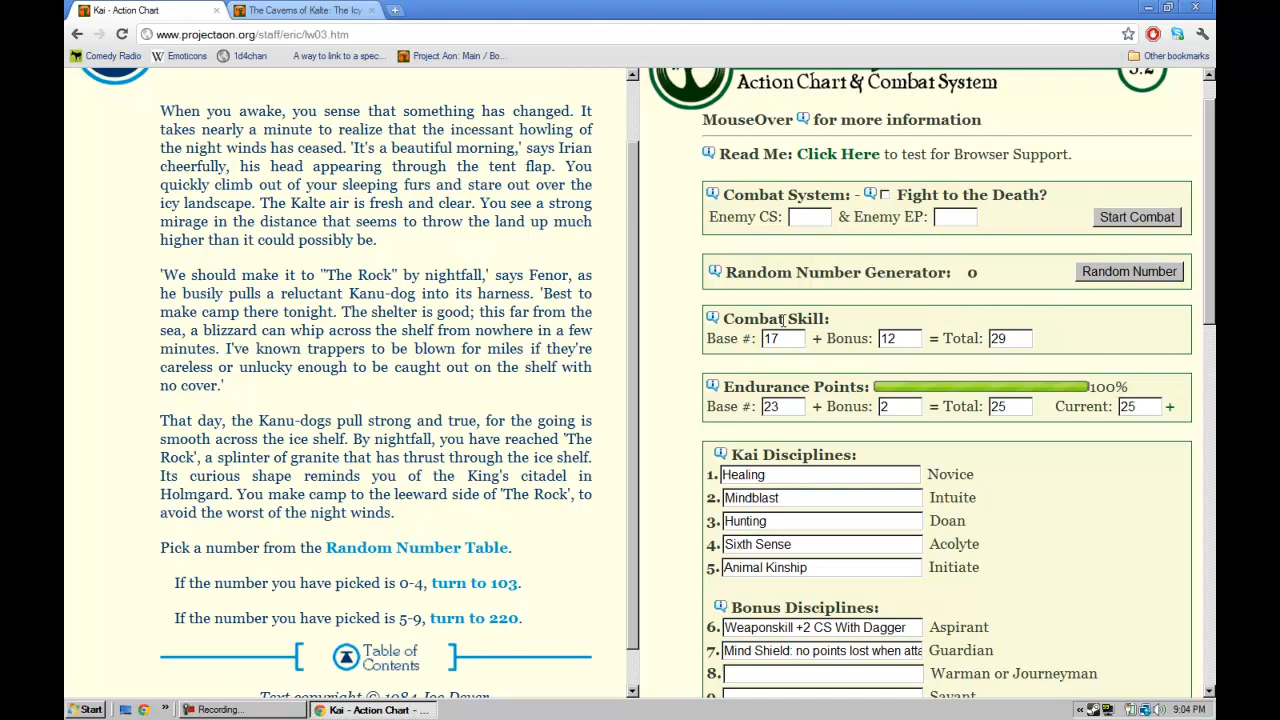 Kai - Action Chart
The Caverns of Kalte: The Icy
www.projectaon.org/staff/eric/lw03.htm
Comedy Radio
Emoticons
1d4chan
A way to link to a spec...
Project Aon: Main / Bo...
Other bookmarks
When you awake, you sense that something has changed. It
takes nearly a minute to realize that the incessant howling of
the night winds has ceased. 'It's a beautiful morning,' says Irian
cheerfully, his head appearing through the tent flap. You
quickly climb out of your sleeping furs and stare out over the
icy landscape. The Kalte air is fresh and clear. You see a strong
mirage in the distance that seems to throw the land up much
higher than it could possibly be.
'We should make it to "The Rock" by nightfall,' says Fenor, as
he busily pulls a reluctant Kanu-dog into its harness. 'Best to
make camp there tonight. The shelter is good; this far from the
sea, a blizzard can whip across the shelf from nowhere in a few
minutes. I've known trappers to be blown for miles if they're
careless or unlucky enough to be caught out on the shelf with
no cover.'
That day, the Kanu-dogs pull strong and true, for the going is
smooth across the ice shelf. By nightfall, you have reached 'The
Rock', a splinter of granite that has thrust through the ice shelf.
Its curious shape reminds you of the King's citadel in
Holmgard. You make camp to the leeward side of 'The Rock', to
avoid the worst of the night winds.
Pick a number from the Random Number Table.
If the number you have picked is 0-4, turn to 103.
If the number you have picked is 5-9, turn to 220.
Table of
Contents
Text copyright © 1984 Joe Dever.
Action Chart & Combat System
3.2
MouseOver for more information
Read Me: Click Here to test for Browser Support.
Combat System: - Fight to the Death?
Enemy CS: & Enemy EP: Start Combat
Random Number Generator: 0 Random Number
Combat Skill:
Base #: 17 + Bonus: 12 = Total: 29
Endurance Points: 100%
Base #: 23 + Bonus: 2 = Total: 25 Current: 25 +
Kai Disciplines:
1. Healing Novice
2. Mindblast Intuite
3. Hunting Doan
4. Sixth Sense Acolyte
5. Animal Kinship Initiate
Bonus Disciplines:
6. Weaponskill +2 CS With Dagger Aspirant
7. Mind Shield: no points lost when atta Guardian
8. Warman or Journeyman
9. Savant
Start
Recording...
Kai - Action Chart - ...
9:04 PM